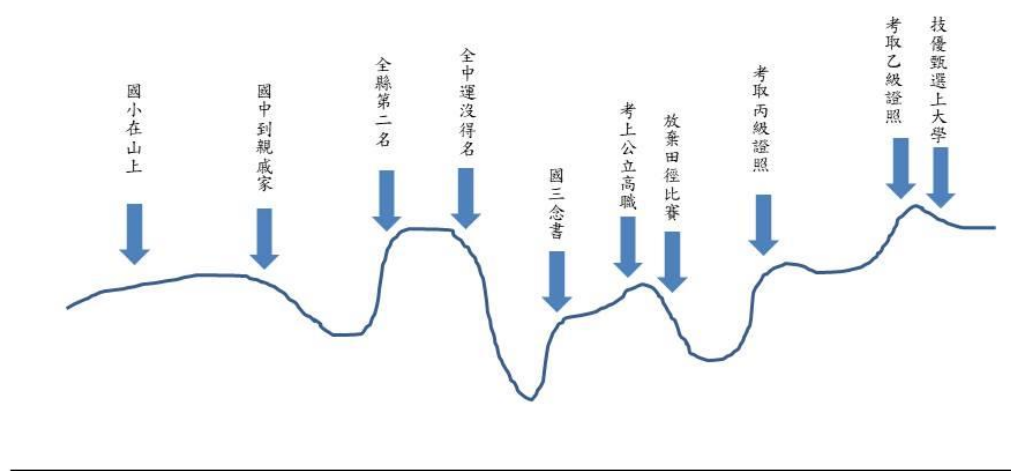 國小在山上
國中到親戚家
全縣第二名
全中運沒得名
國三念書
考上公立高職
放棄田徑比賽
考取丙級證照
考取乙級證照
技優甄選上大學